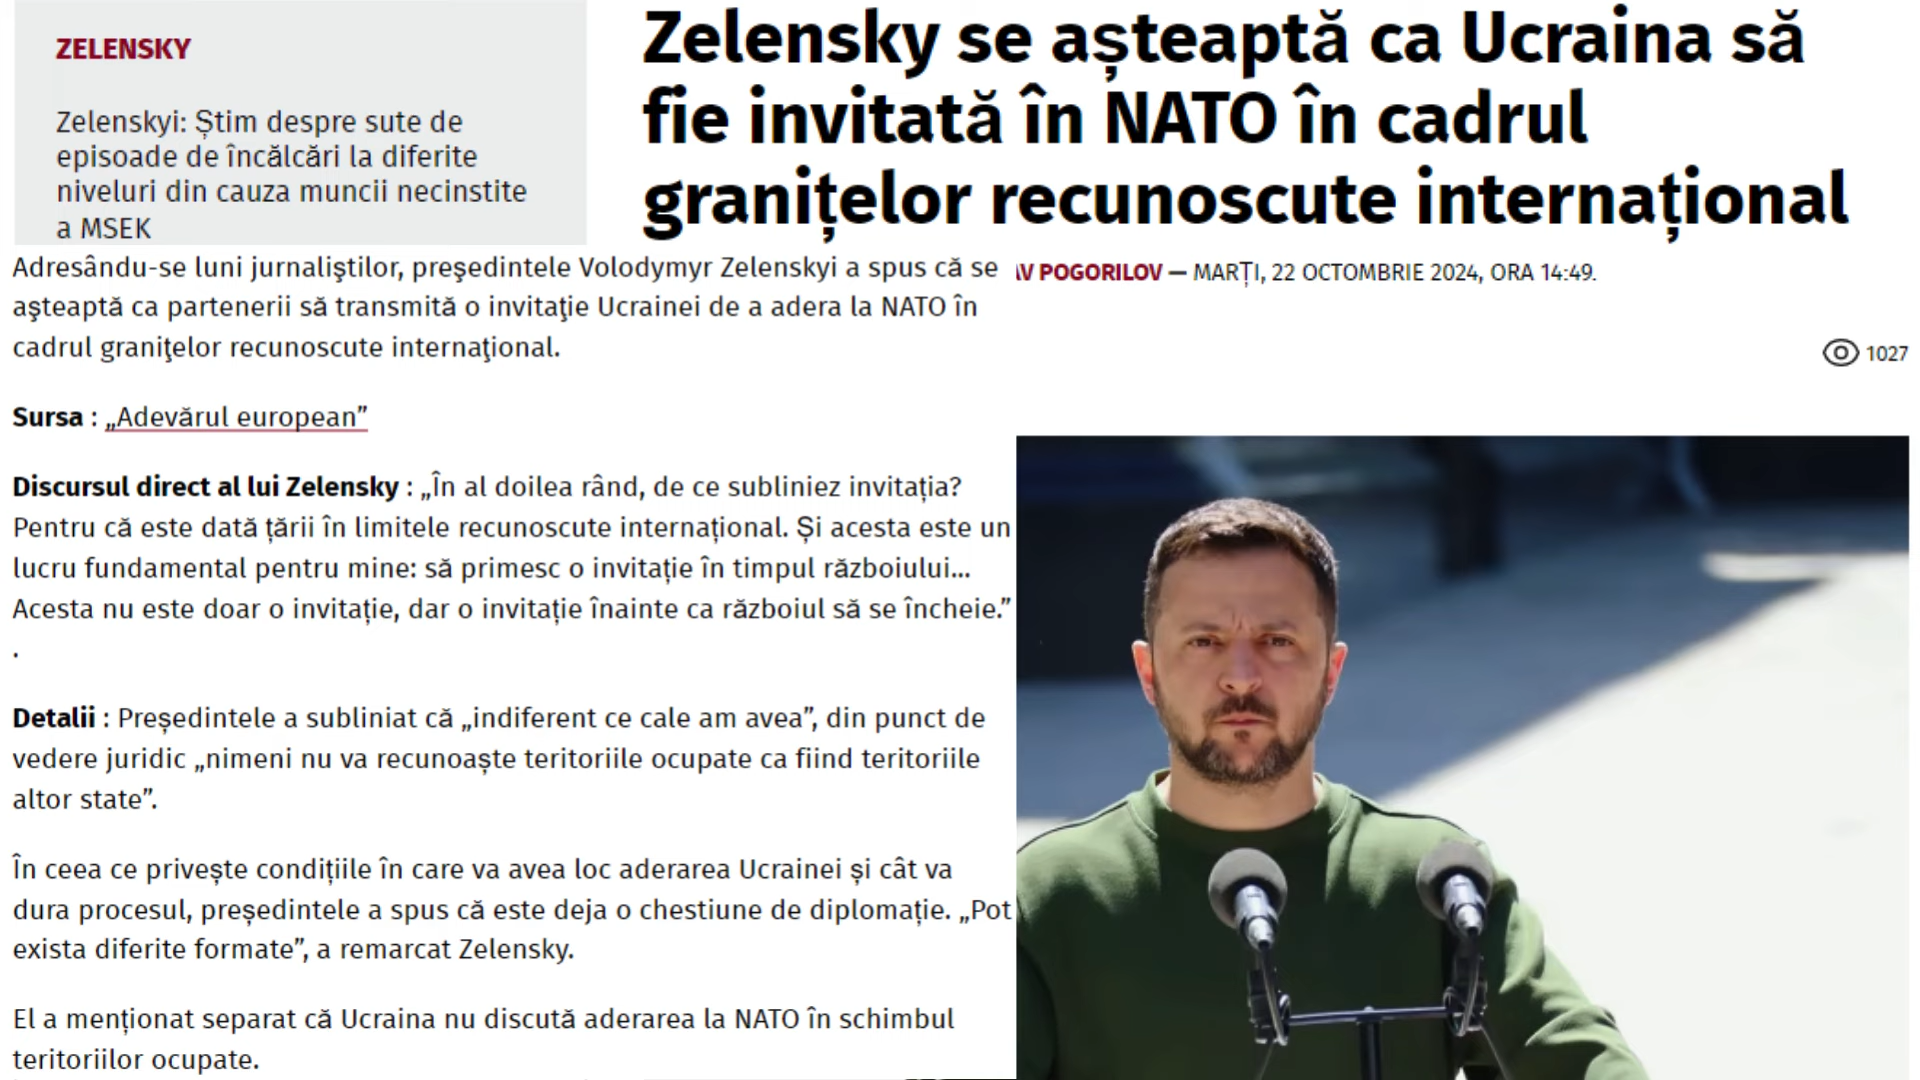 ZELENSKY
Zelenskyi: Știm despre sute de
episoade de încălcări la diferite
niveluri din cauza muncii necinstite
a MSEK
Zelensky se așteaptă ca Ucraina să
fie invitată în NATO în cadrul
granițelor recunoscute internațional
AV POGORILOV — MARȚI, 22 OCTOMBRIE 2024, ORA 14:49.
1027
Adresându-se luni jurnaliştilor, preşedintele Volodymyr Zelenskyi a spus că se
aşteaptă ca partenerii să transmită o invitaţie Ucrainei de a adera la NATO în
cadrul graniţelor recunoscute internaţional.
Sursa : „Adevărul european”
Discursul direct al lui Zelensky : „În al doilea rând, de ce subliniez invitația?
Pentru că este dată țării în limitele recunoscute internațional. Și acesta este un
lucru fundamental pentru mine: să primesc o invitație în timpul războiului...
Acesta nu este doar o invitație, dar o invitație înainte ca războiul să se încheie.”
.
Detalii : Președintele a subliniat că „indiferent ce cale am avea”, din punct de
vedere juridic „nimeni nu va recunoaște teritoriile ocupate ca fiind teritoriile
altor state”.
În ceea ce privește condițiile în care va avea loc aderarea Ucrainei și cât va
dura procesul, președintele a spus că este deja o chestiune de diplomație. „Pot
exista diferite formate”, a remarcat Zelensky.
El a menționat separat că Ucraina nu discută aderarea la NATO în schimbul
teritoriilor ocupate.